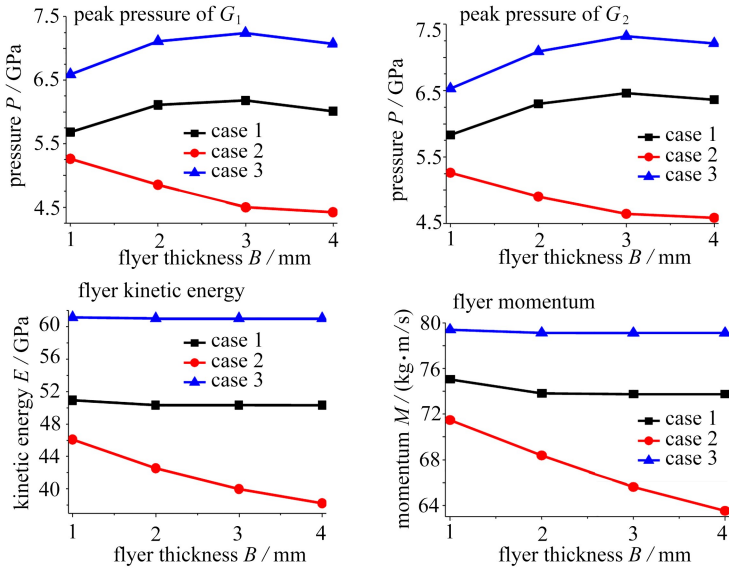 peak pressure of G₁
7.5
6.5
5.5
4.5
pressure P / GPa
case 1
case 2
case 3
1 2 3 4
flyer thickness B / mm
peak pressure of G₂
7.5
6.5
5.5
4.5
pressure P / GPa
case 1
case 2
case 3
1 2 3 4
flyer thickness B / mm
flyer kinetic energy
60
56
52
48
44
40
kinetic energy E / GPa
case 1
case 2
case 3
1 2 3 4
flyer thickness B / mm
flyer momentum
80
76
72
68
64
momentum M / (kg·m/s)
case 1
case 2
case 3
1 2 3 4
flyer thickness B / mm